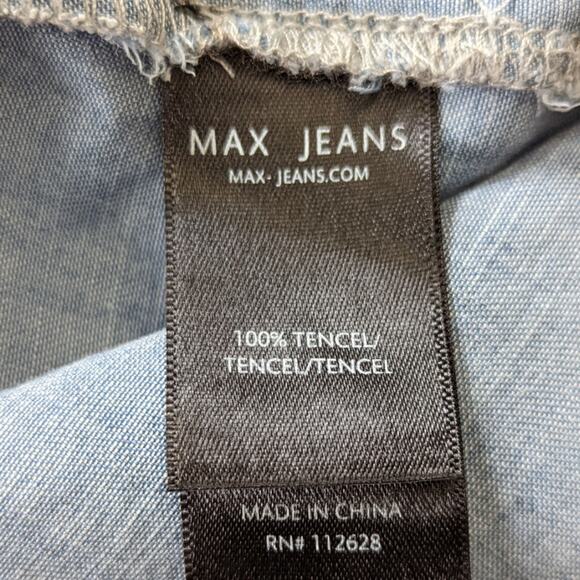 MAX JEANS
MAX- JEANS.COM
100% TENCEL/
TENCEL/TENCEL
MADE IN CHINA
RN# 112628